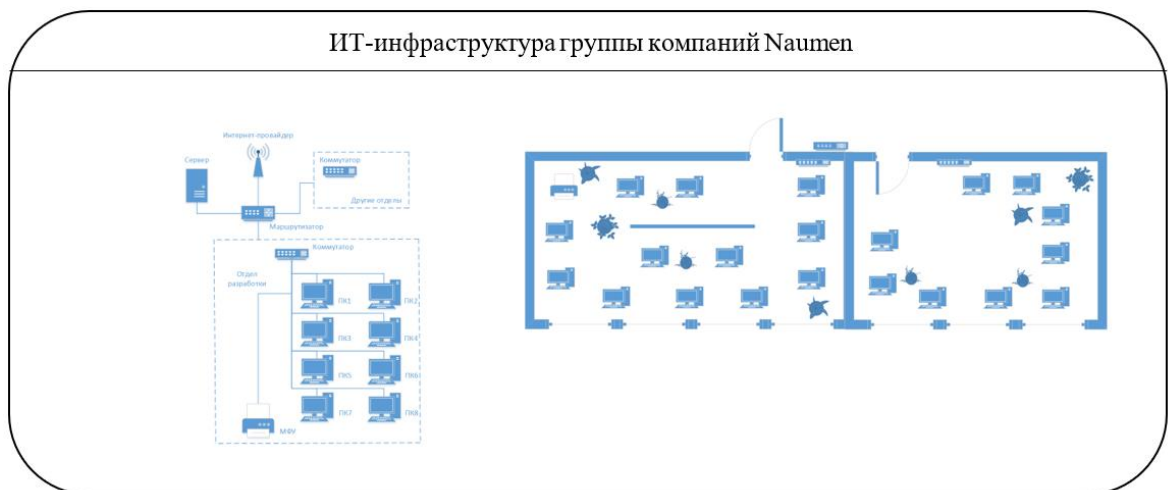 ИТ-инфраструктура группы компаний Naumen
Интернет-провайдер
Сервер
Коммутатор
Другие отделы
Маршрутизатор
Коммутатор
Отдел
разработки
ПК1
ПК2
ПК3
ПК4
ПК5
ПК6
ПК7
ПК8
МФУ